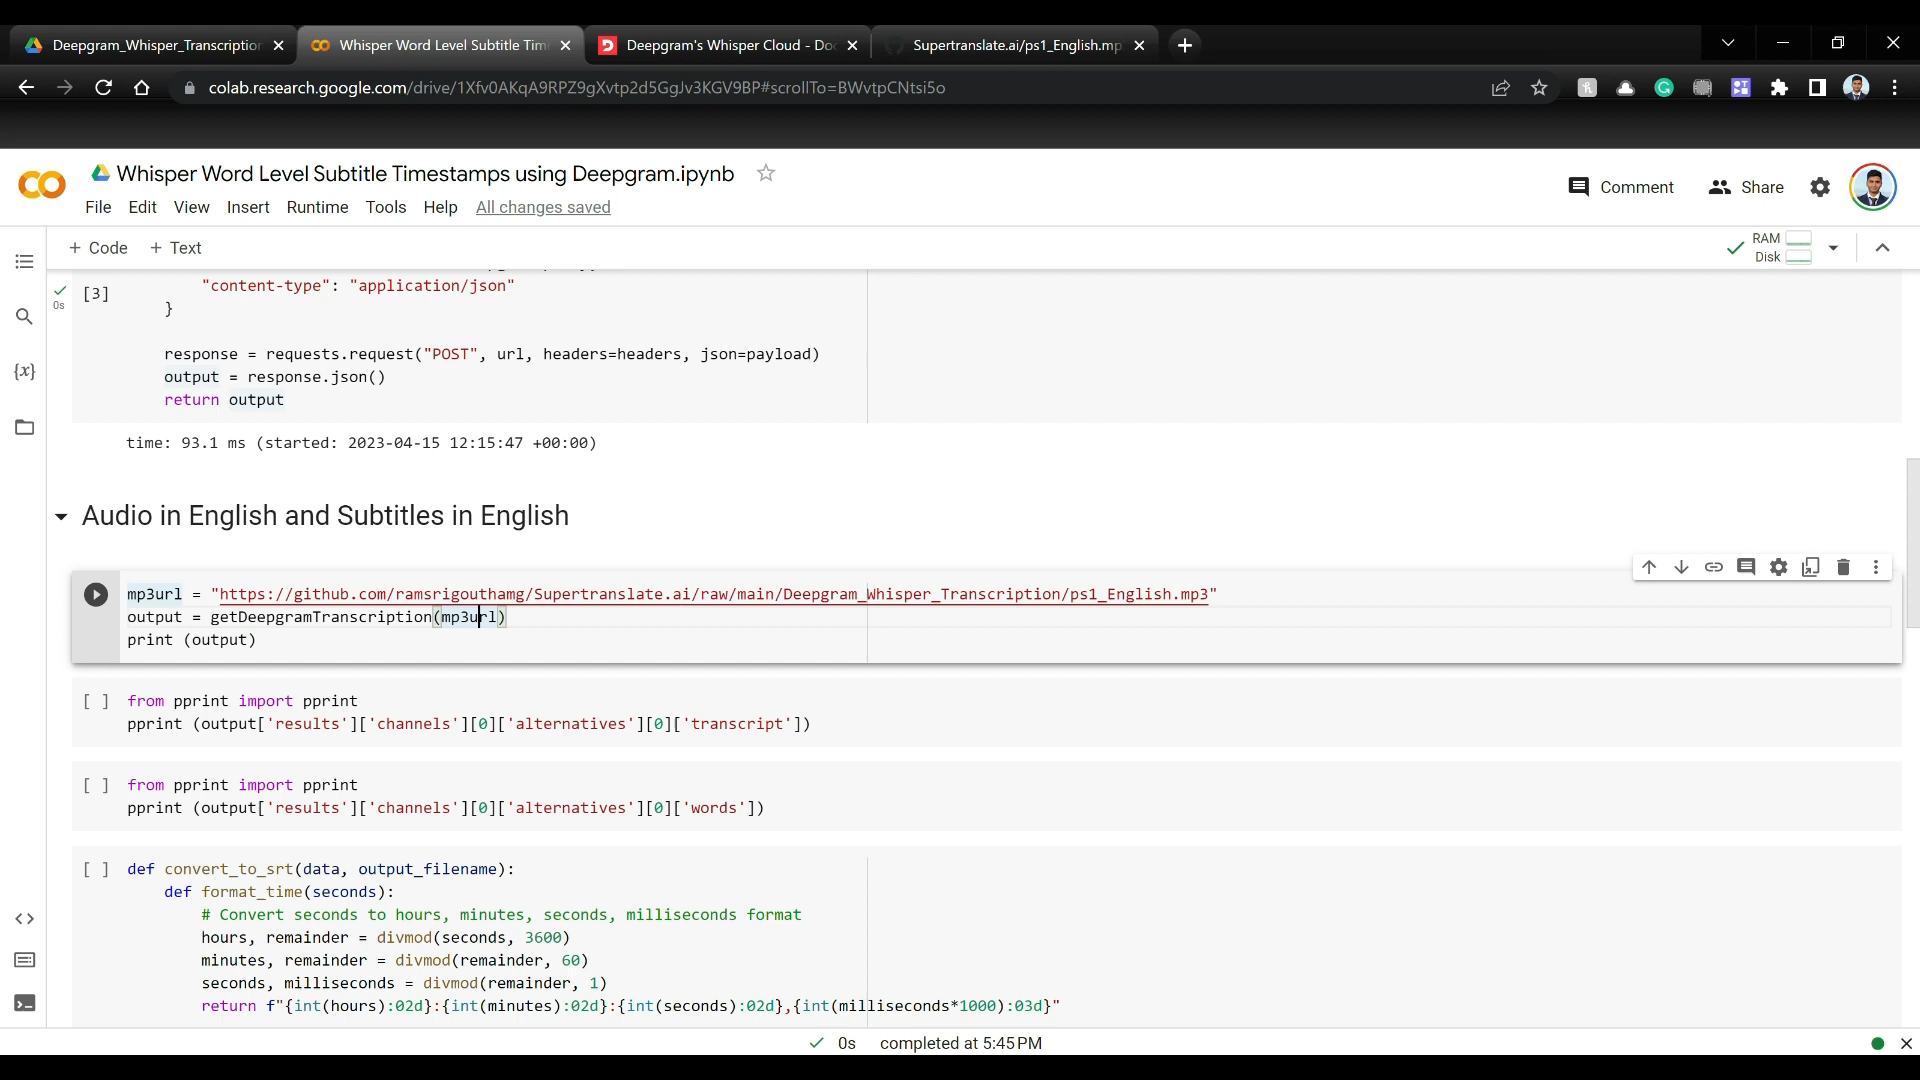 Deepgram_Whisper_Transcription
Whisper Word Level Subtitle Tim
Deepgram's Whisper Cloud - Do
Supertranslate.ai/ps1_English.mp
colab.research.google.com/drive/1Xfv0AKqA9RPZ9gXvtp2d5GgJv3KGV9BP#scrollTo=BWvtpCNtsi5o
Whisper Word Level Subtitle Timestamps using Deepgram.ipynb
Comment
Share
File Edit View Insert Runtime Tools Help All changes saved
+ Code + Text
RAM
Disk
[3]
0s
"content-type": "application/json"
}
response = requests.request("POST", url, headers=headers, json=payload)
output = response.json()
return output
time: 93.1 ms (started: 2023-04-15 12:15:47 +00:00)
{x}
Audio in English and Subtitles in English
mp3url = "https://github.com/ramsrigouthamg/Supertranslate.ai/raw/main/Deepgram_Whisper_Transcription/ps1_English.mp3"
output = getDeepgramTranscription(mp3url)
print (output)
[ ] from pprint import pprint
pprint (output['results']['channels'][0]['alternatives'][0]['transcript'])
[ ] from pprint import pprint
pprint (output['results']['channels'][0]['alternatives'][0]['words'])
[ ] def convert_to_srt(data, output_filename):
def format_time(seconds):
# Convert seconds to hours, minutes, seconds, milliseconds format
hours, remainder = divmod(seconds, 3600)
minutes, remainder = divmod(remainder, 60)
seconds, milliseconds = divmod(remainder, 1)
return f"{int(hours):02d}:{int(minutes):02d}:{int(seconds):02d},{int(milliseconds*1000):03d}"
0s completed at 5:45 PM